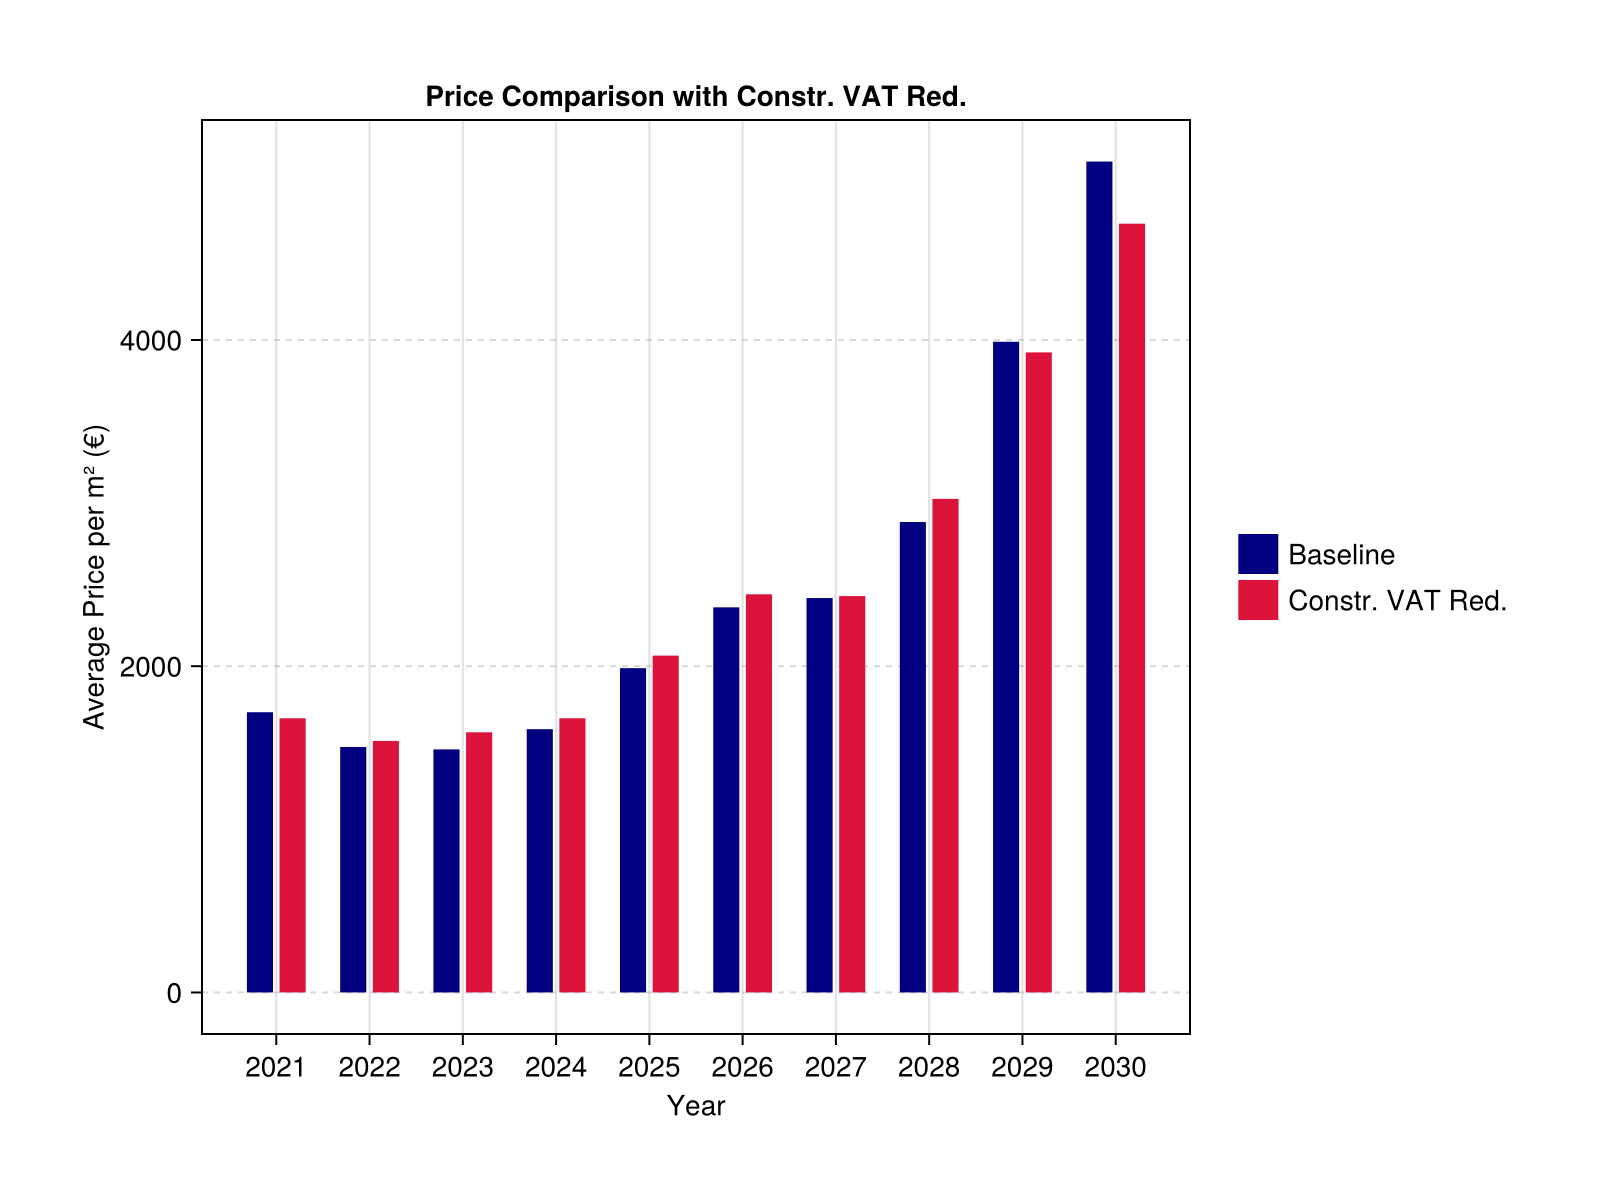 Price Comparison with Constr. VAT Red.
Average Price per m² (€)
4000
2000
0
2021 2022 2023 2024 2025 2026 2027 2028 2029 2030
Year
Baseline
Constr. VAT Red.